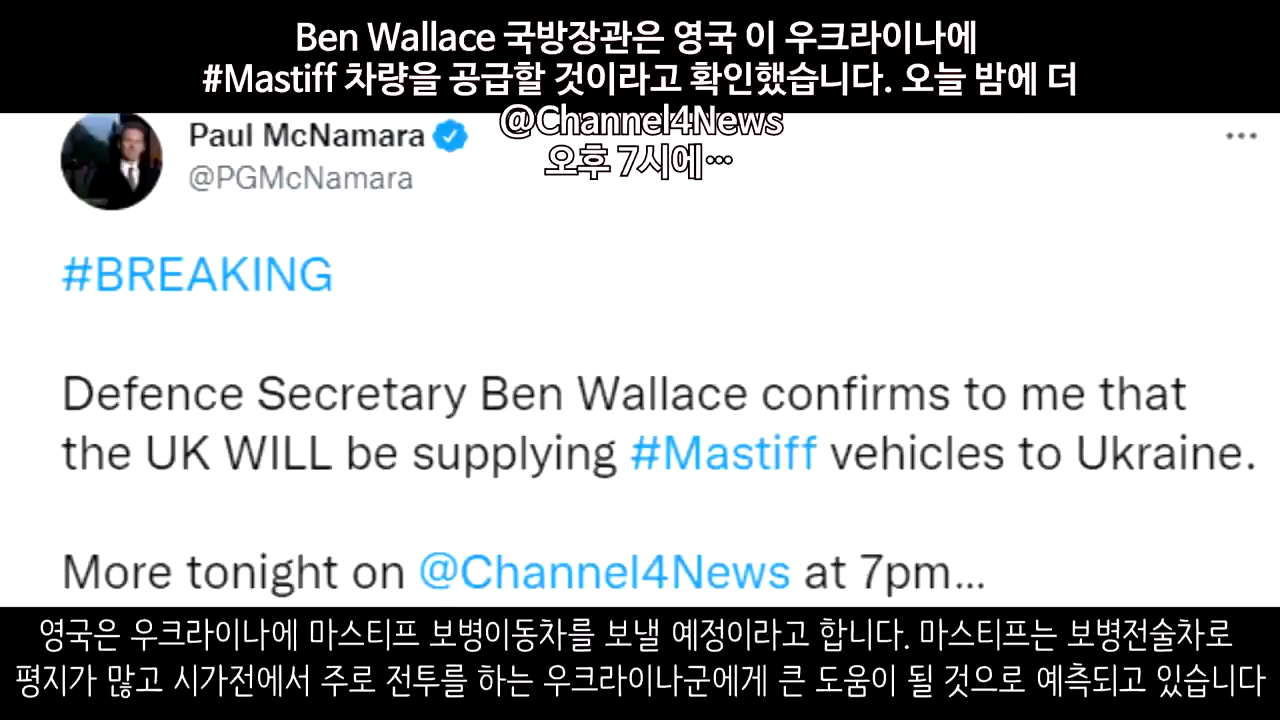 Ben Wallace 국방장관은 영국 이 우크라이나에
#Mastiff 차량을 공급할 것이라고 확인했습니다. 오늘 밤에 더
@Channel4News
오후 7시에…
Paul McNamara
@PGMcNamara
#BREAKING
Defence Secretary Ben Wallace confirms to me that
the UK WILL be supplying #Mastiff vehicles to Ukraine.
More tonight on @Channel4News at 7pm...
영국은 우크라이나에 마스티프 보병이동차를 보낼 예정이라고 합니다. 마스티프는 보병전술차로
평지가 많고 시가전에서 주로 전투를 하는 우크라이나군에게 큰 도움이 될 것으로 예측되고 있습니다